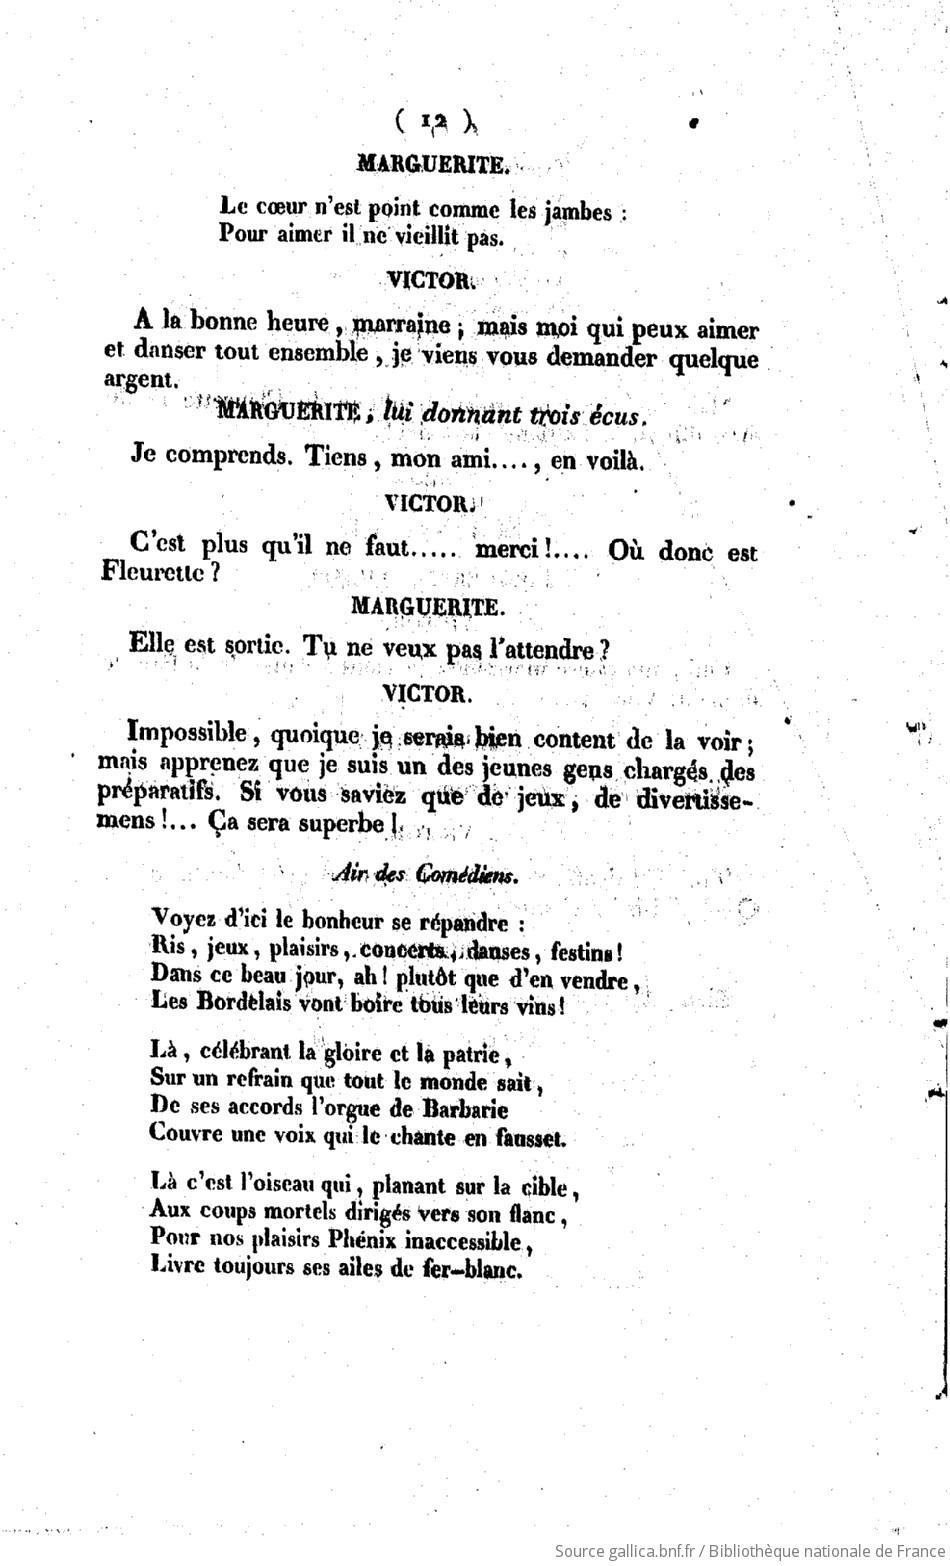 ( 12 )
MARGUERITE.
Le cœur n'est point comme les jambes :
Pour aimer il ne vieillit pas.
VICTOR.
A la bonne heure, marraine ; mais moi qui peux aimer
et danser tout ensemble, je viens vous demander quelque
argent.
MARGUERITE, lui donnant trois écus.
Je comprends. Tiens, mon ami...., en voilà.
VICTOR.
C'est plus qu'il ne faut..... merci !.... Où donc est
Fleurette ?
MARGUERITE.
Elle est sortie. Tu ne veux pas l'attendre ?
VICTOR.
Impossible, quoique je serais bien content de la voir ;
mais apprenez que je suis un des jeunes gens chargés des
préparatifs. Si vous saviez que de jeux, de divertisse-
mens !... Ça sera superbe !
Air des Comédiens.
Voyez d'ici le bonheur se répandre :
Ris, jeux, plaisirs, concerts, danses, festins !
Dans ce beau jour, ah ! plutôt que d'en vendre,
Les Bordelais vont boire tous leurs vins !
Là, célébrant la gloire et la patrie,
Sur un refrain que tout le monde sait,
De ses accords l'orgue de Barbarie
Couvre une voix qui le chante en fausset.
Là c'est l'oiseau qui, planant sur la cible,
Aux coups mortels dirigés vers son flanc,
Pour nos plaisirs Phénix inaccessible,
Livre toujours ses ailes de fer-blanc.
Source gallica.bnf.fr / Bibliothèque nationale de France